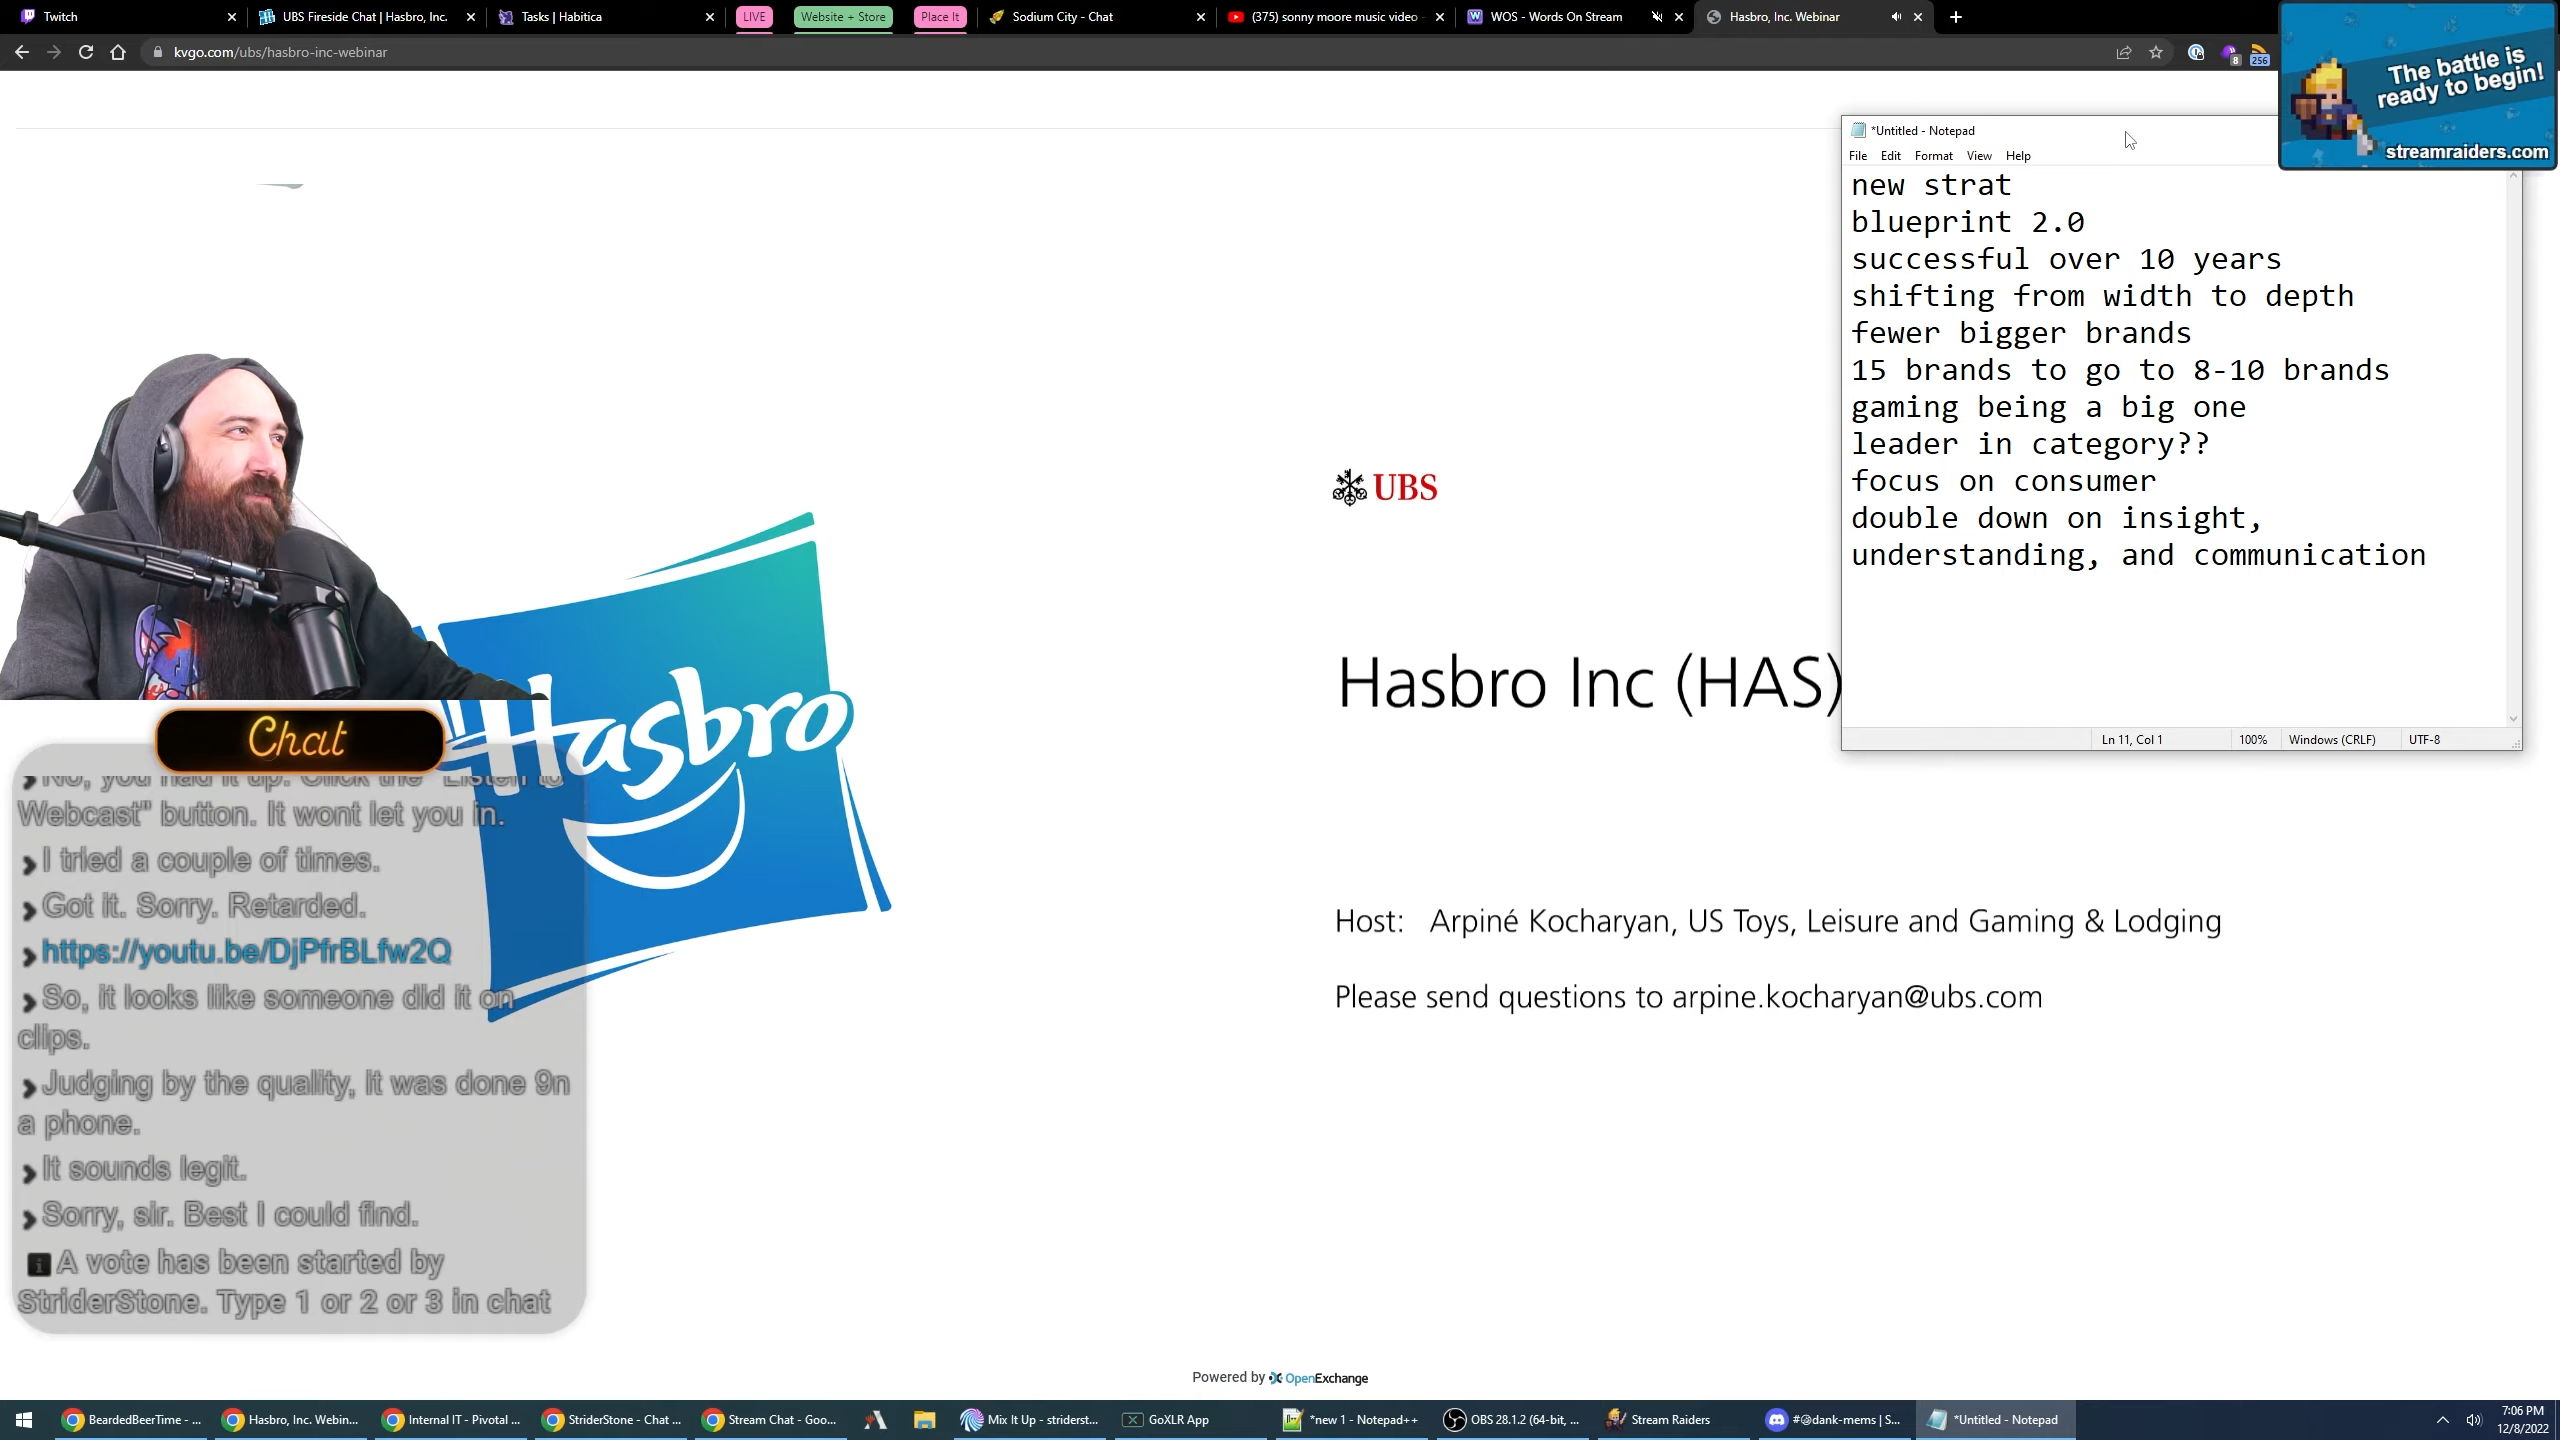 Twitch
UBS Fireside Chat | Hasbro, Inc.
Tasks | Habitica
LIVE
Website + Store
Place It
Sodium City - Chat
(375) sonny moore music video
WOS - Words On Stream
Hasbro, Inc. Webinar
kvgo.com/ubs/hasbro-inc-webinar
8
256
The battle is
ready to begin!
streamraiders.com
*Untitled - Notepad
File Edit Format View Help
new strat
blueprint 2.0
successful over 10 years
shifting from width to depth
fewer bigger brands
15 brands to go to 8-10 brands
gaming being a big one
leader in category??
focus on consumer
double down on insight,
understanding, and communication
Ln 11, Col 1
100%
Windows (CRLF)
UTF-8
UBS
Hasbro Inc (HAS)
Hasbro
Host: Arpiné Kocharyan, US Toys, Leisure and Gaming & Lodging
Please send questions to arpine.kocharyan@ubs.com
Chat
No, you had it up. Click the "Listen to
Webcast" button. It wont let you in.
I tried a couple of times.
Got it. Sorry. Retarded.
https://youtu.be/DjPfrBLfw2Q
So, it looks like someone did it on
clips.
Judging by the quality, it was done 9n
a phone.
It sounds legit.
Sorry, sir. Best I could find.
A vote has been started by
StriderStone. Type 1 or 2 or 3 in chat
Powered by OpenExchange
BeardedBeerTime - ...
Hasbro, Inc. Webin...
Internal IT - Pivotal ...
StriderStone - Chat ...
Stream Chat - Goo...
Mix It Up - striderst...
GoXLR App
*new 1 - Notepad++
OBS 28.1.2 (64-bit, ...
Stream Raiders
#@dank-mems | S...
*Untitled - Notepad
7:06 PM
12/8/2022